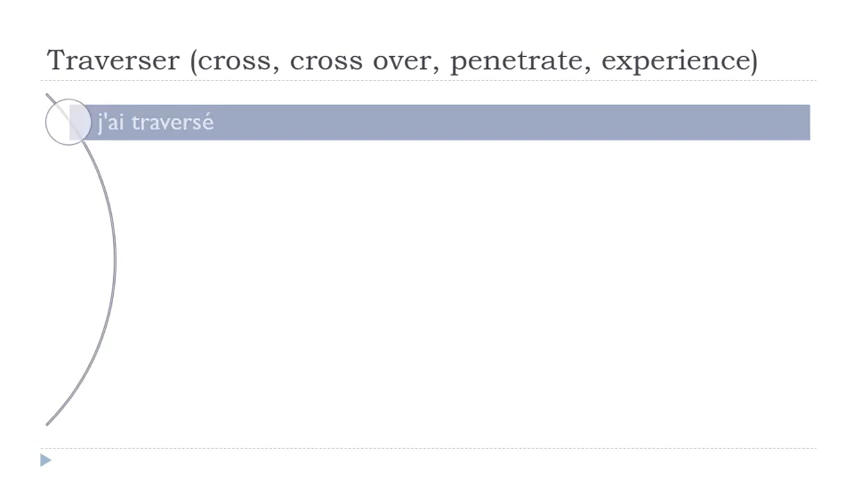 Traverser (cross, cross over, penetrate, experience)
j'ai traversé